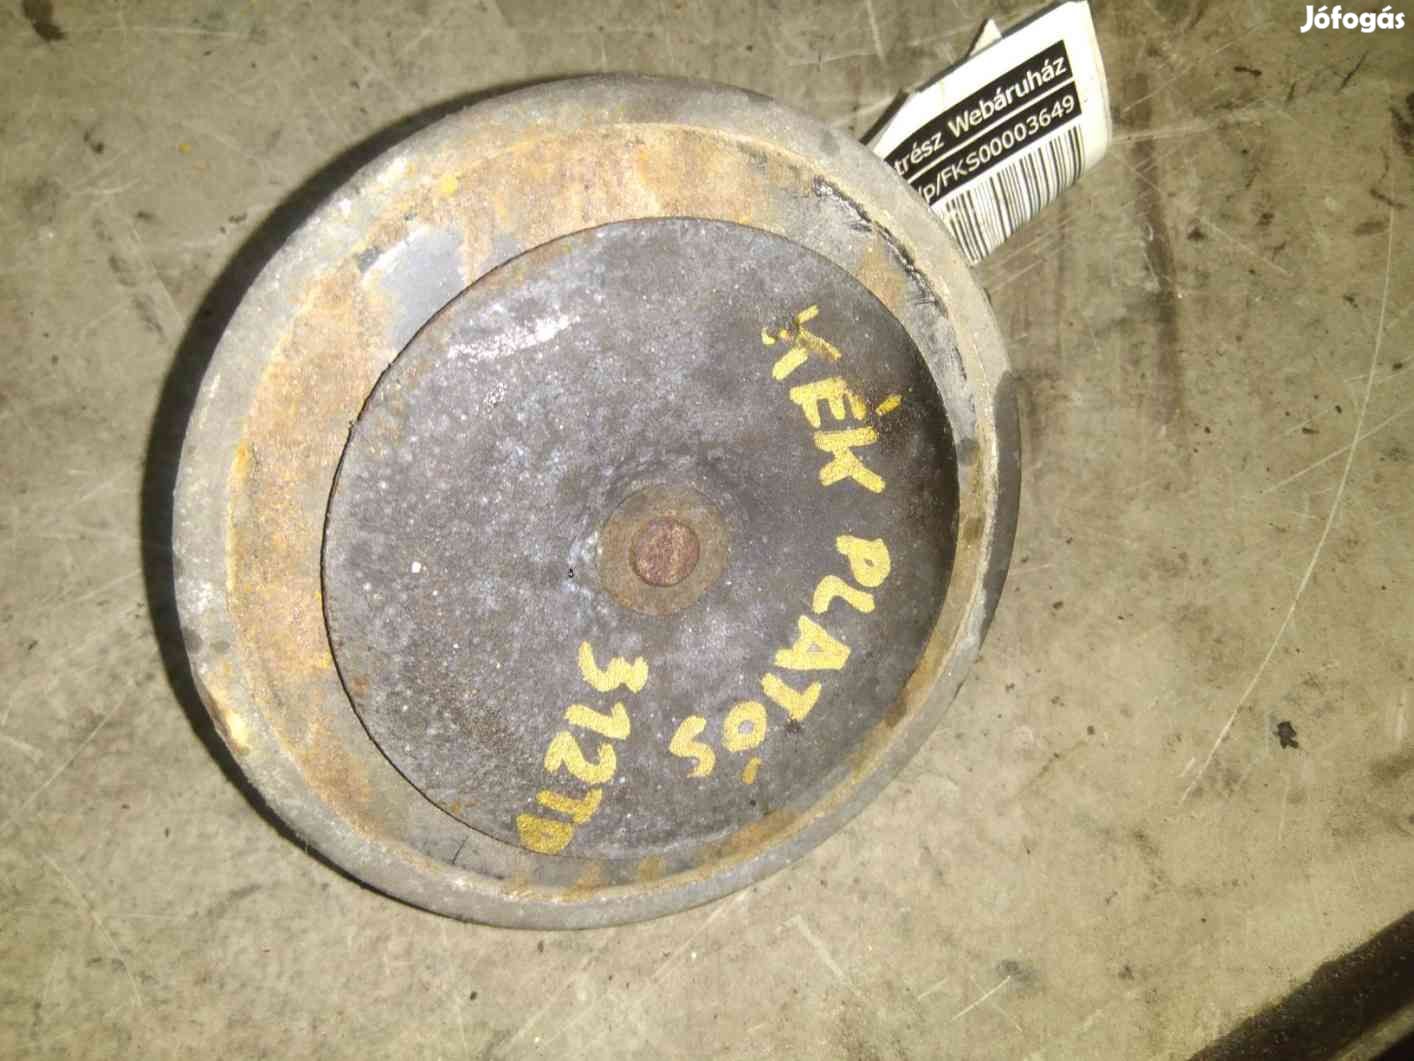 Jófogás
trész Webáruház
/p/FKS00003649
KÉK PLATÓS
312TD